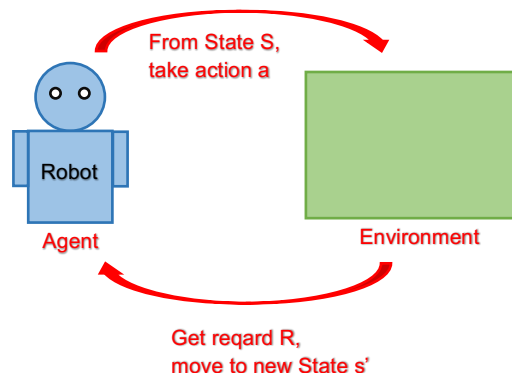 From State S,
take action a
Robot
Agent
Environment
Get reqard R,
move to new State s'